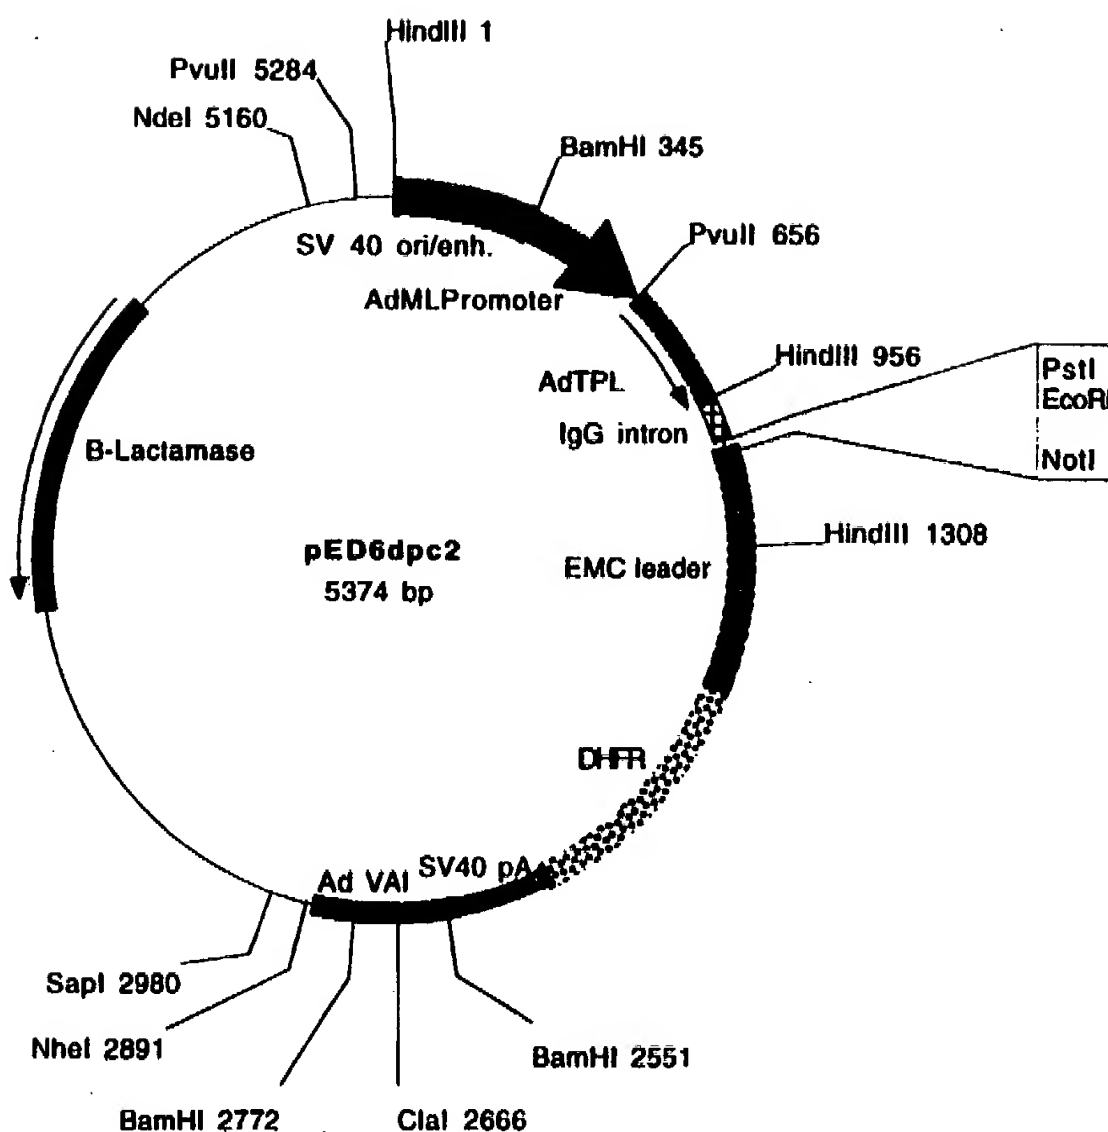 HindIII 1
PvuII 5284
NdeI 5160
BamHI 345
SV 40 ori/enh.
PvuII 656
AdMLPromoter
HindIII 956
PstI
EcoRI
AdTPL
IgG intron
NotI
B-Lactamase
HindIII 1308
pED6dpc2
5374 bp
EMC leader
DHFR
SV40 pA
Ad VAI
SapI 2980
NheI 2891
BamHI 2551
BamHI 2772
ClaI 2666